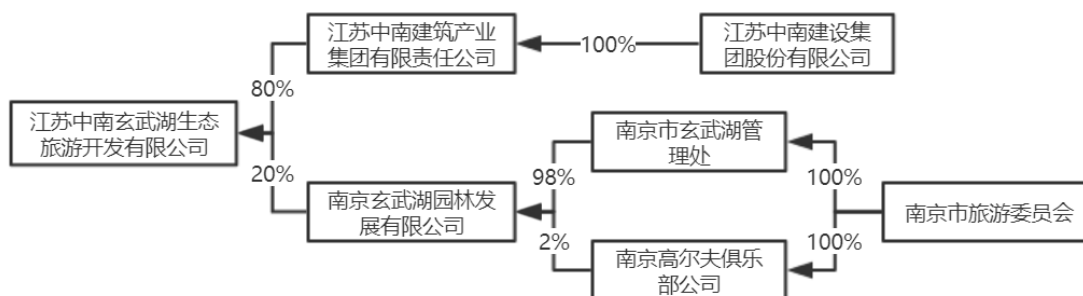 江苏中南建筑产业
集团有限责任公司
100%
江苏中南建设集
团股份有限公司
80%
江苏中南玄武湖生态
旅游开发有限公司
20%
南京市玄武湖管
理处
98%
100%
南京玄武湖园林发
展有限公司
南京市旅游委员会
2%
100%
南京高尔夫俱乐
部公司